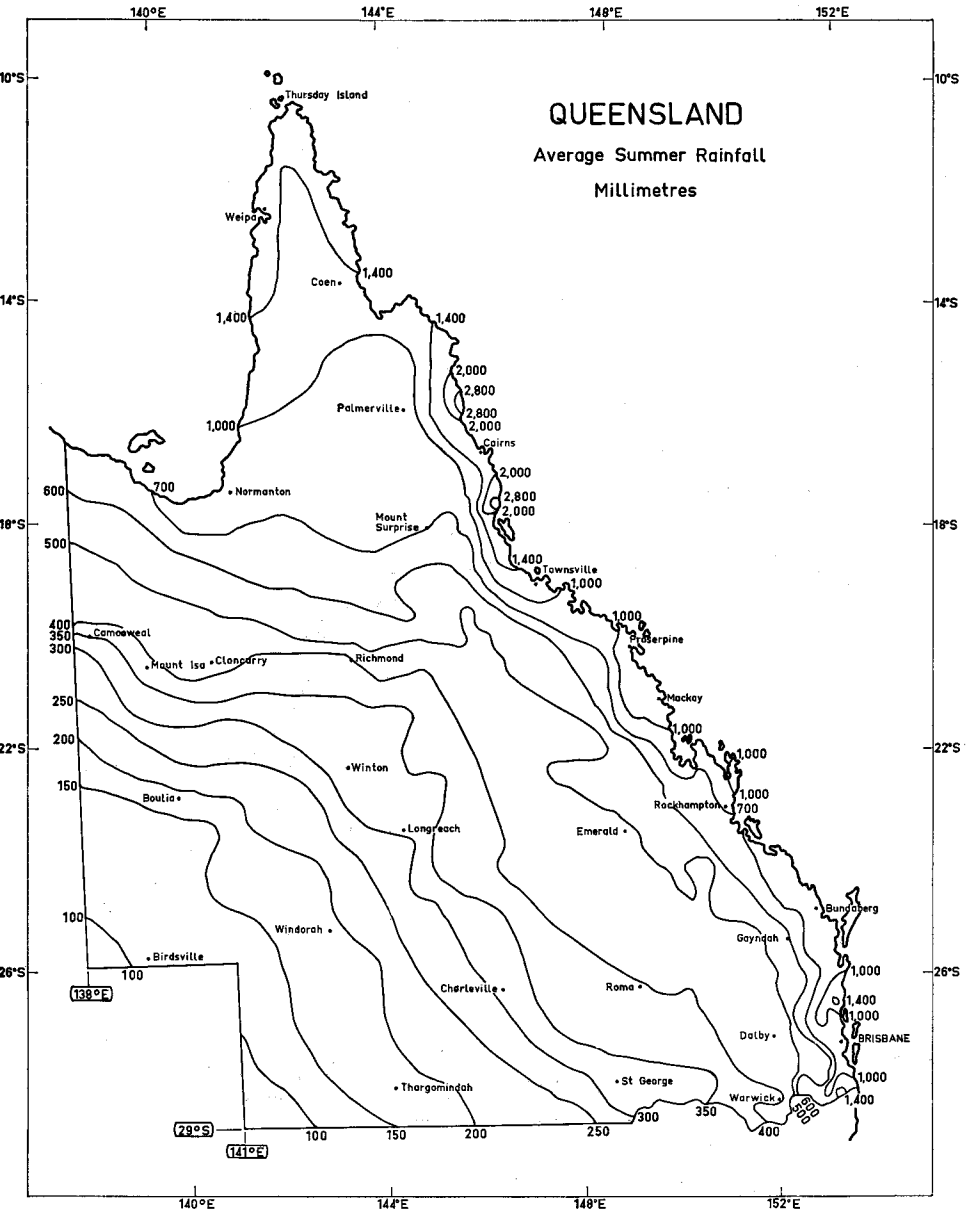 140°E 144°E 148°E 152°E
10°S 10°S
Thursday Island
QUEENSLAND
Average Summer Rainfall
Millimetres
Weipa
1,400
Coen
14°S 14°S
1,400 1,400
2,000
2,800
Palmerville
2,800
1,000 2,000
Cairns
2,000
600 700 Normanton
2,800
Mount
Surprise
2,000
18°S 18°S
500
1,400
Townsville
1,000
1,000
400
350 Camooweal
Proserpine
300
Mount Isa Cloncurry Richmond
250
Mackay
1,000
200
22°S 22°S
1,000
Winton
150
Boulia
1,000
Rockhampton 700
Longreach Emerald
100
Bundaberg
Windorah
Gayndah
Birdsville
26°S 100 1,000 26°S
138°E
Charleville Roma
1,400
1,000
Dalby BRISBANE
St George
1,000
Thargomindah
Warwick 1,400
600
500
350
300
29°S 100 150 200 250 400
141°E
140°E 144°E 148°E 152°E